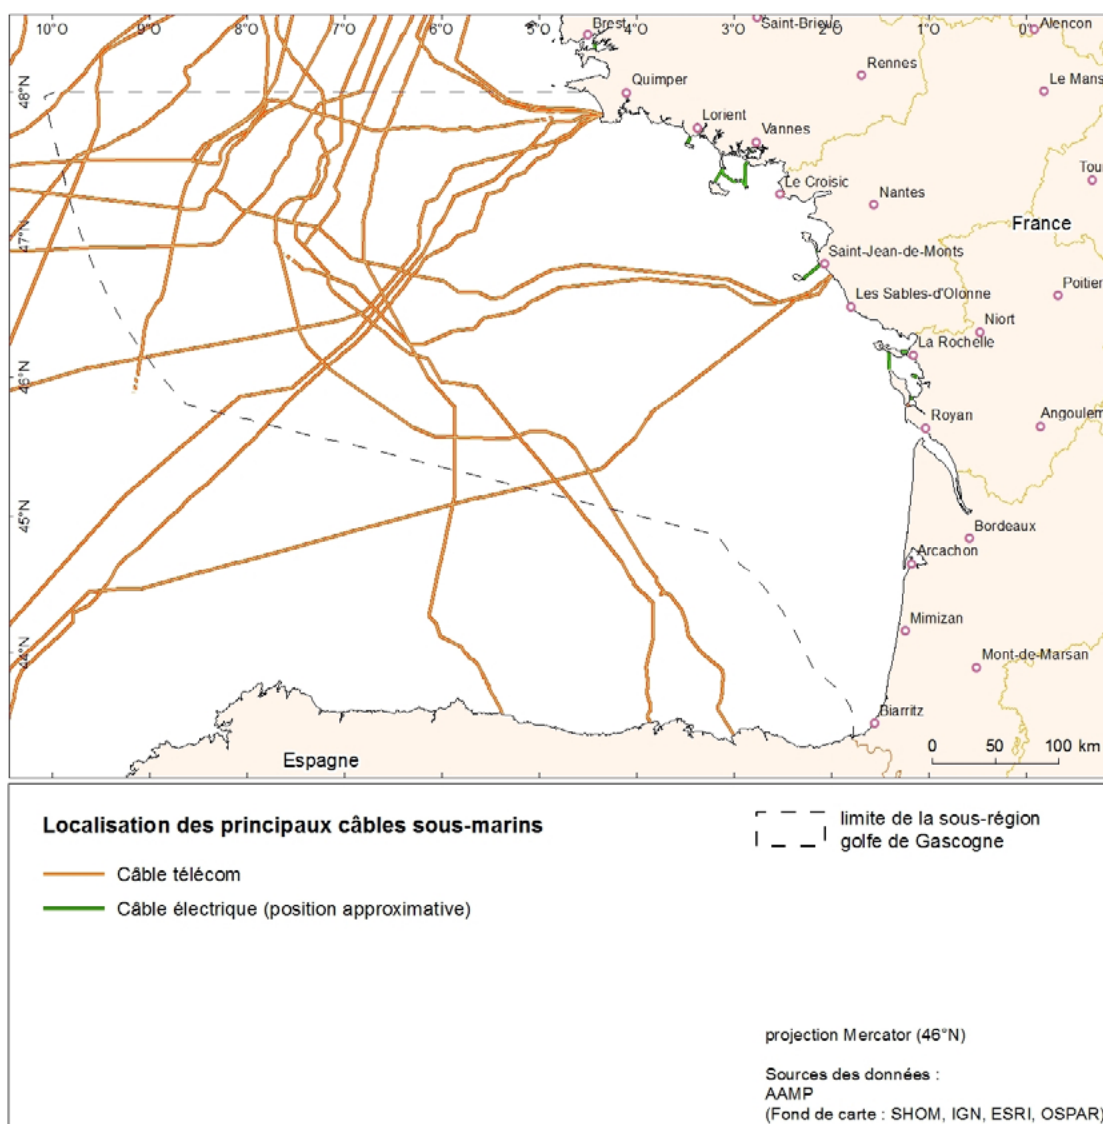 10°O 9°O 8°O 7°O 6°O 5°O 4°O 3°O 2°O 1°O 0°O
Brest
Saint-Brieuc
Alencon
Rennes
48°N
Quimper
Le Mans
Lorient
Vannes
Tour
Le Croisic
Nantes
France
47°N
Saint-Jean-de-Monts
Poitier
Les Sables-d'Olonne
Niort
La Rochelle
46°N
Royan
Angoulem
45°N
Bordeaux
Arcachon
Mimizan
44°N
Mont-de-Marsan
Biarritz
0 50 100 km
Espagne
Localisation des principaux câbles sous-marins
Câble télécom
Câble électrique (position approximative)
limite de la sous-région
golfe de Gascogne
projection Mercator (46°N)
Sources des données :
AAMP
(Fond de carte : SHOM, IGN, ESRI, OSPAR)